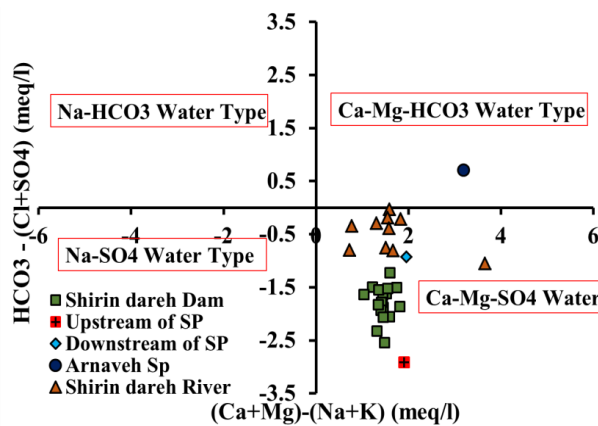 3.5
2.5
Na-HCO3 Water Type
Ca-Mg-HCO3 Water Type
1.5
0.5
-6
-4
-2
0
2
4
6
-0.5
Na-SO4 Water Type
-1.5
Ca-Mg-SO4 Water
-2.5
-3.5
Shirin dareh Dam
Upstream of SP
Downstream of SP
Arnaveh Sp
Shirin dareh River
HCO3 - (Cl+SO4) (meq/l)
(Ca+Mg)-(Na+K) (meq/l)